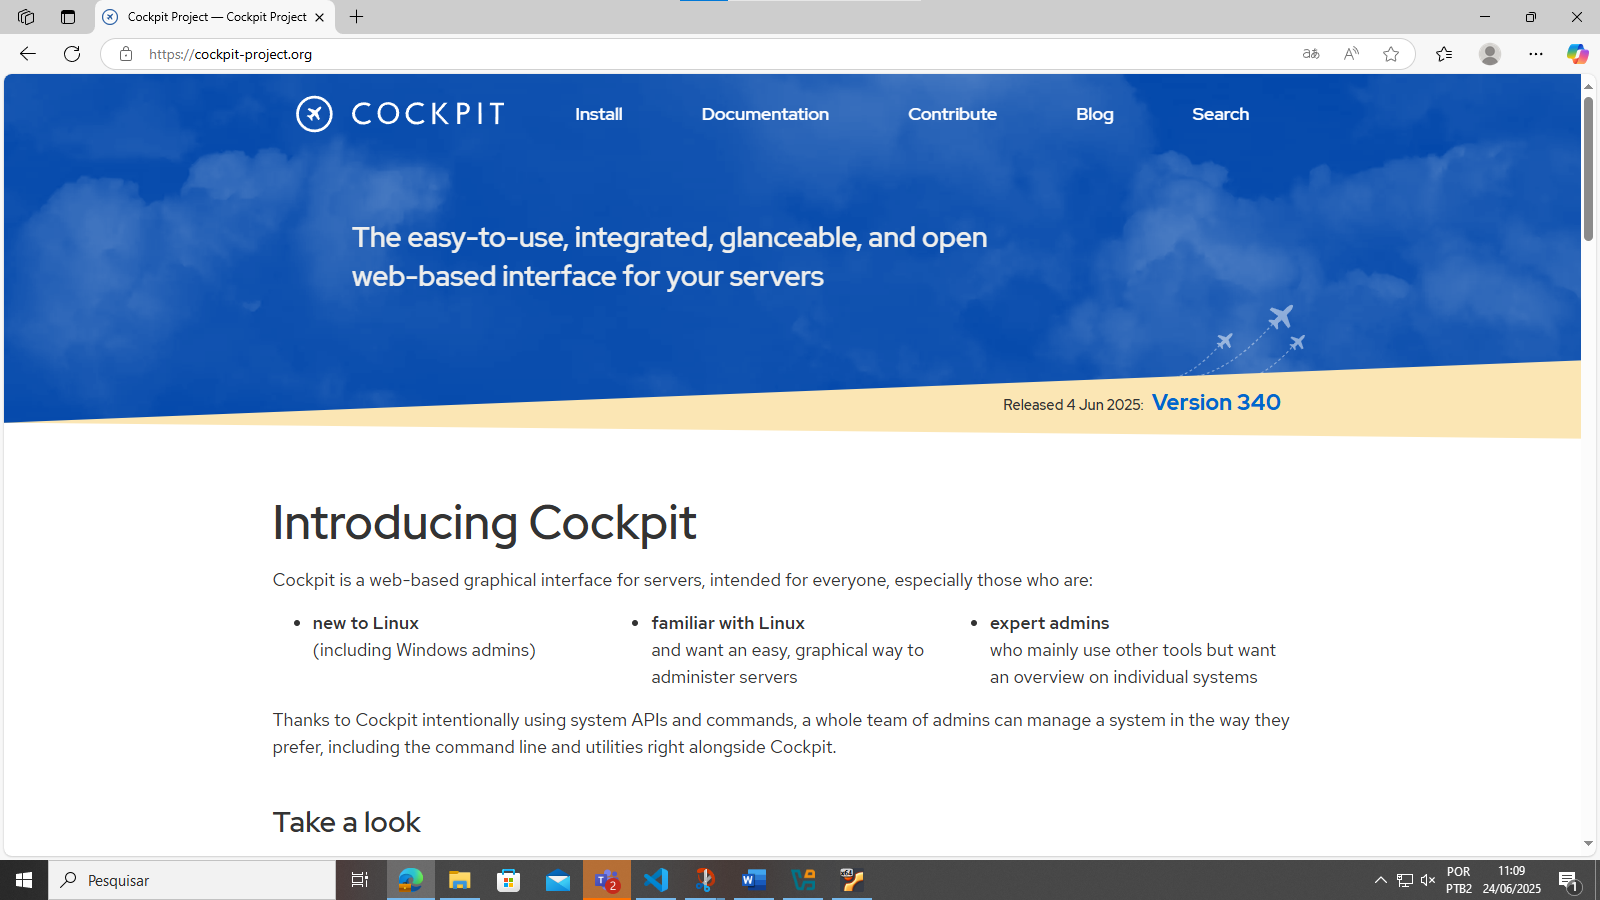 Cockpit Project — Cockpit Project
https://cockpit-project.org
COCKPIT
Install
Documentation
Contribute
Blog
Search
The easy-to-use, integrated, glanceable, and open
web-based interface for your servers
Released 4 Jun 2025: Version 340
Introducing Cockpit
Cockpit is a web-based graphical interface for servers, intended for everyone, especially those who are:
• new to Linux
(including Windows admins)
• familiar with Linux
and want an easy, graphical way to
administer servers
• expert admins
who mainly use other tools but want
an overview on individual systems
Thanks to Cockpit intentionally using system APIs and commands, a whole team of admins can manage a system in the way they
prefer, including the command line and utilities right alongside Cockpit.
Take a look
Pesquisar
2
X64
POR
PTB2
11:09
24/06/2025
1